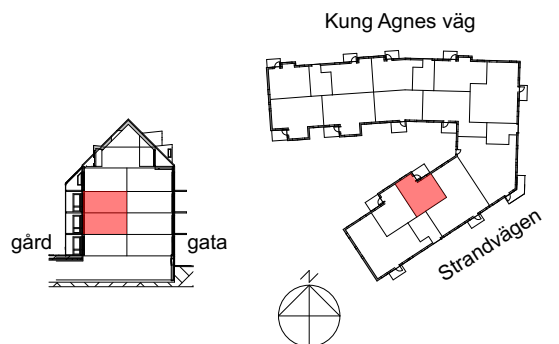 Kung Agnes väg
gård
gata
Strandvägen
N